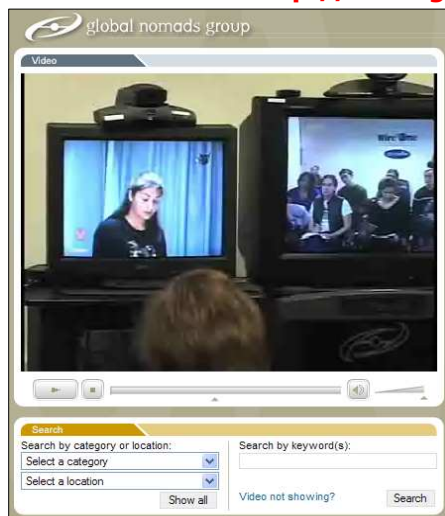 global nomads group
Video
Search
Search by category or location:
Select a category
Select a location
Show all
Search by keyword(s):
Video not showing?
Search